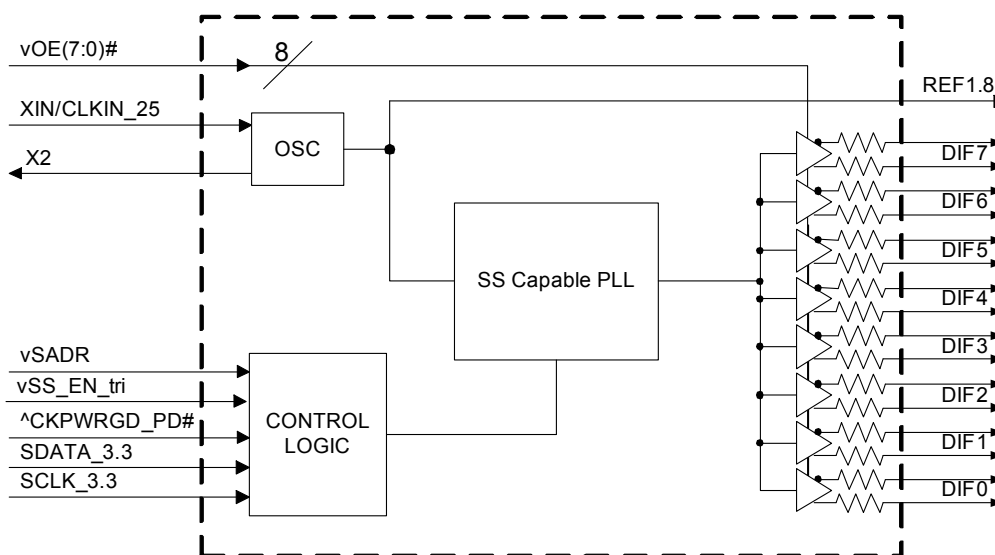 vOE(7:0)#
8
REF1.8
XIN/CLKIN_25
OSC
X2
DIF7
DIF6
DIF5
SS Capable PLL
DIF4
DIF3
vSADR
vSS_EN_tri
DIF2
^CKPWRGD_PD#
CONTROL
LOGIC
DIF1
SDATA_3.3
SCLK_3.3
DIF0